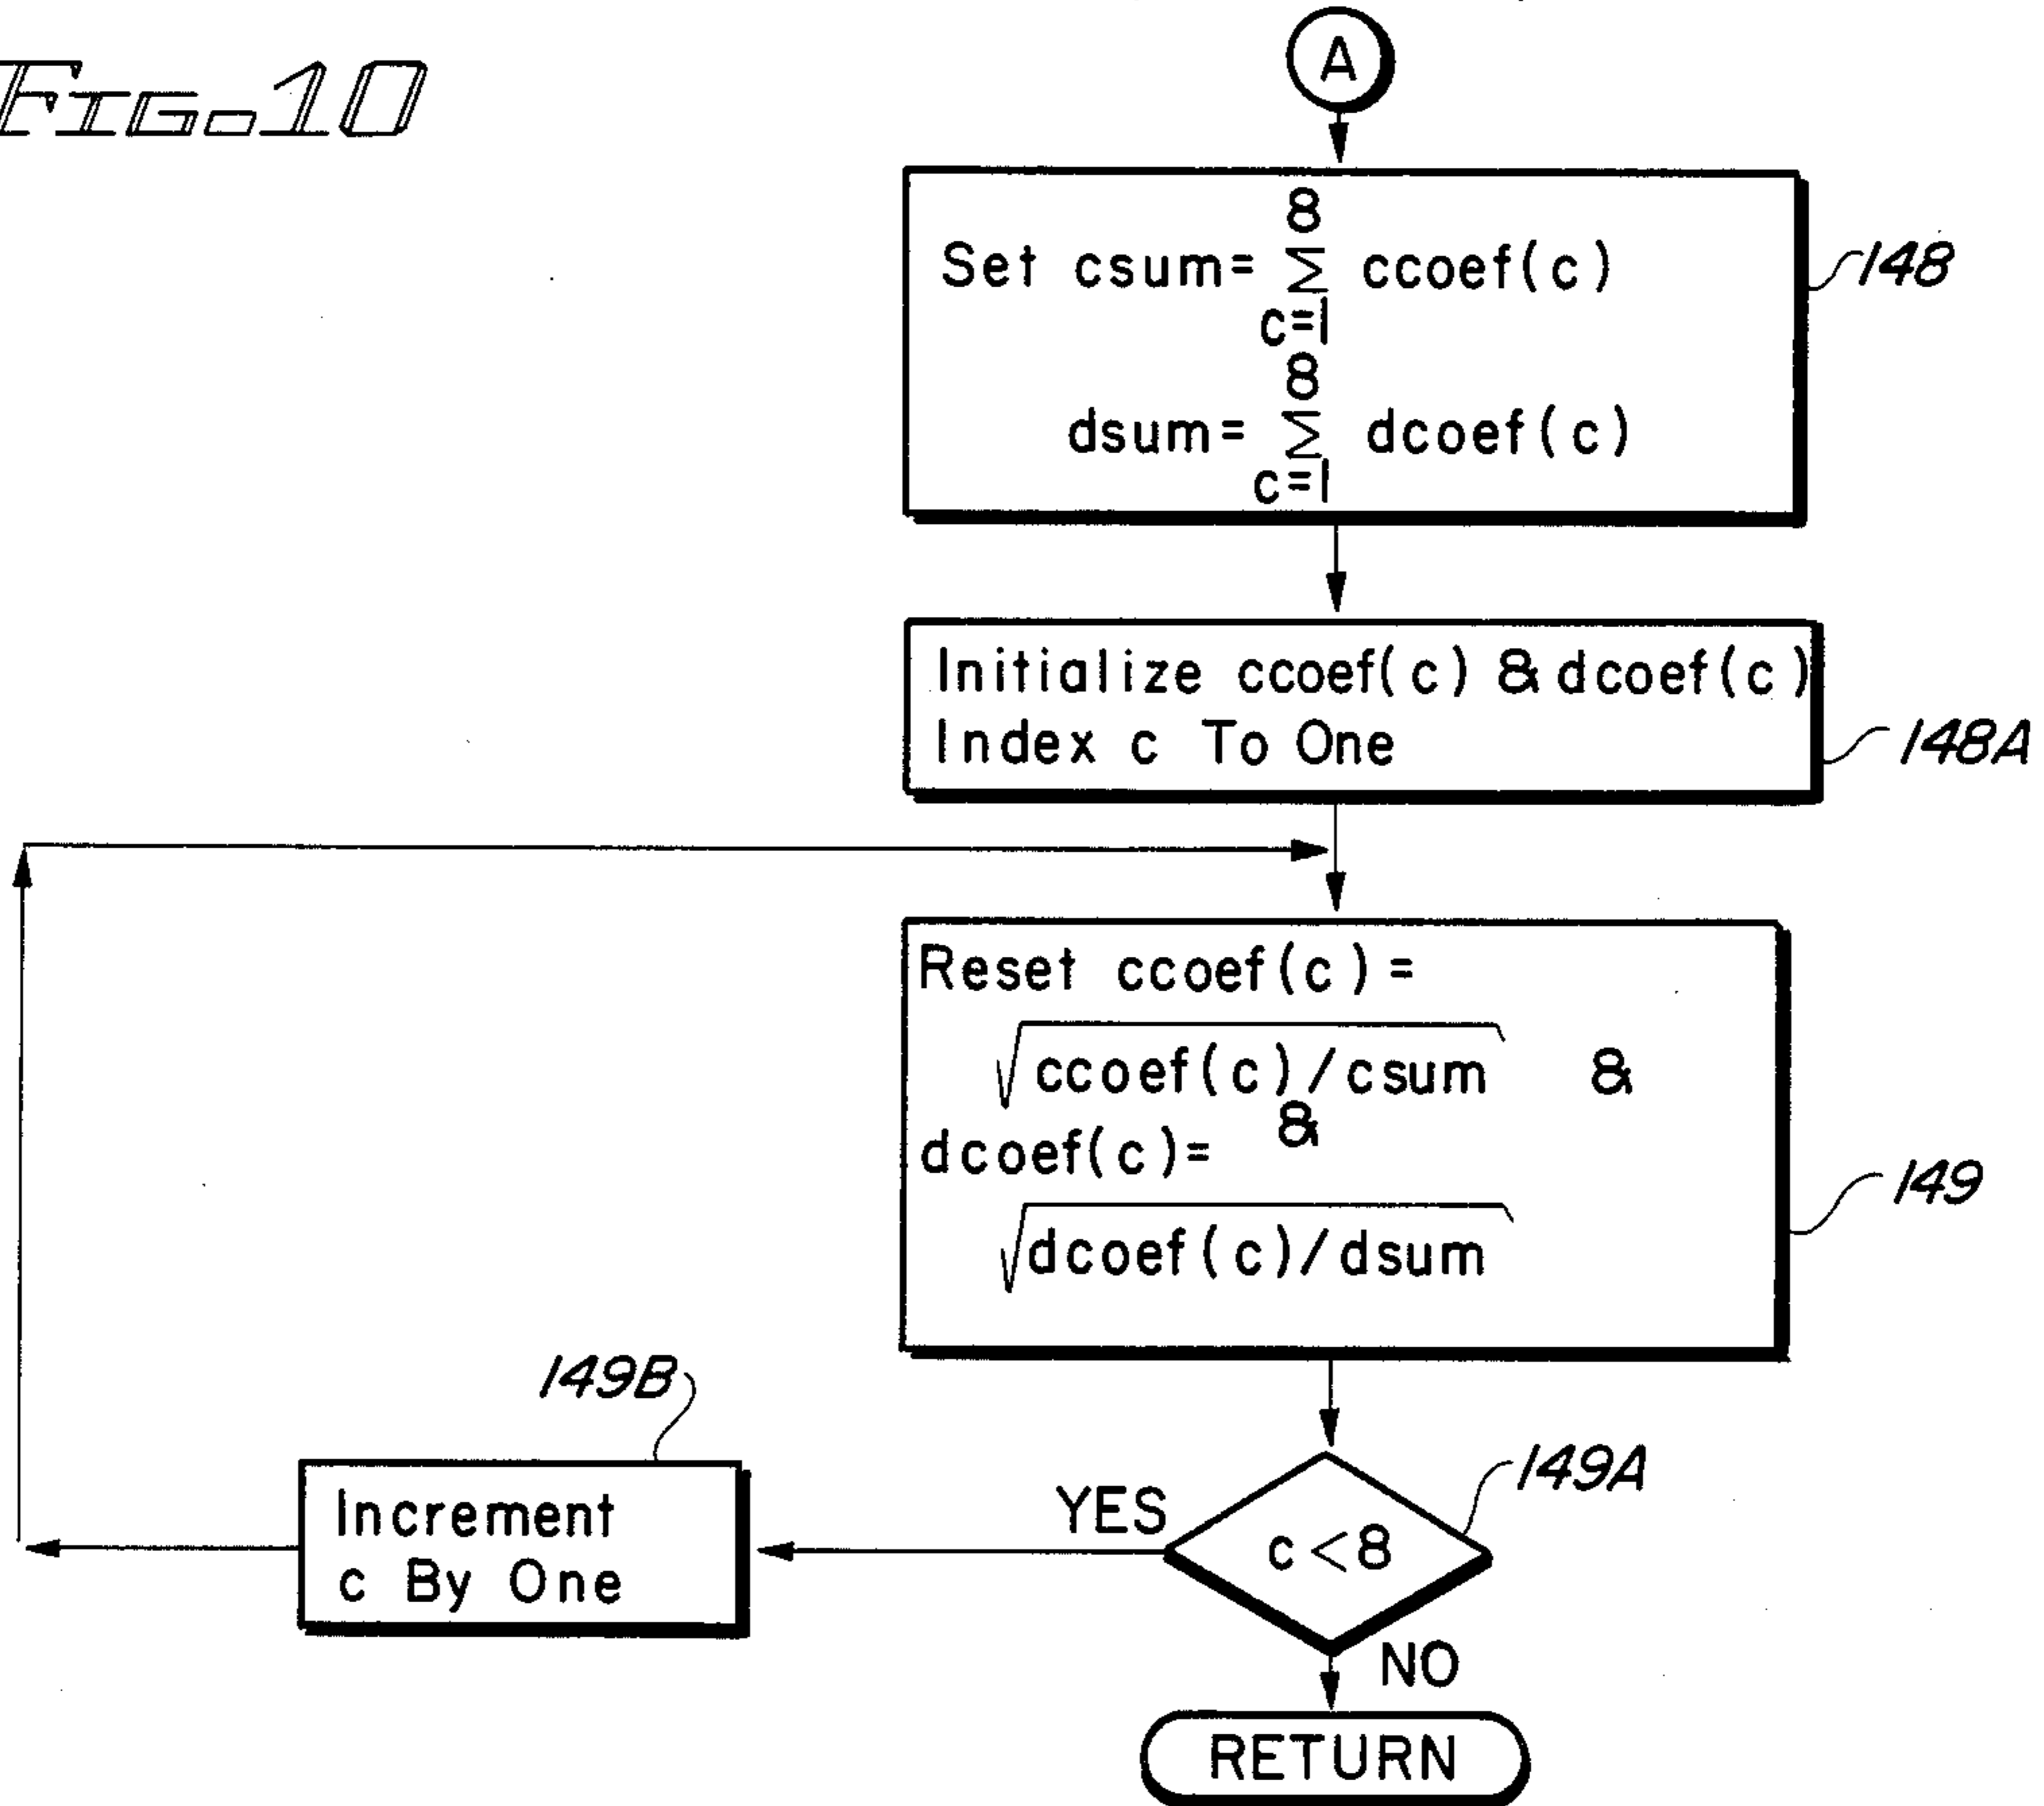 FIG. 10
A
8
Set csum= Σ ccoef(c)
c=1
8
dsum= Σ dcoef(c)
c=1
148
Initialize ccoef(c) & dcoef(c)
Index c To One
148A
Reset ccoef(c)=
√ccoef(c)/csum &
&
dcoef(c)=
√dcoef(c)/dsum
149
149B
Increment
c By One
YES
c<8
149A
NO
RETURN